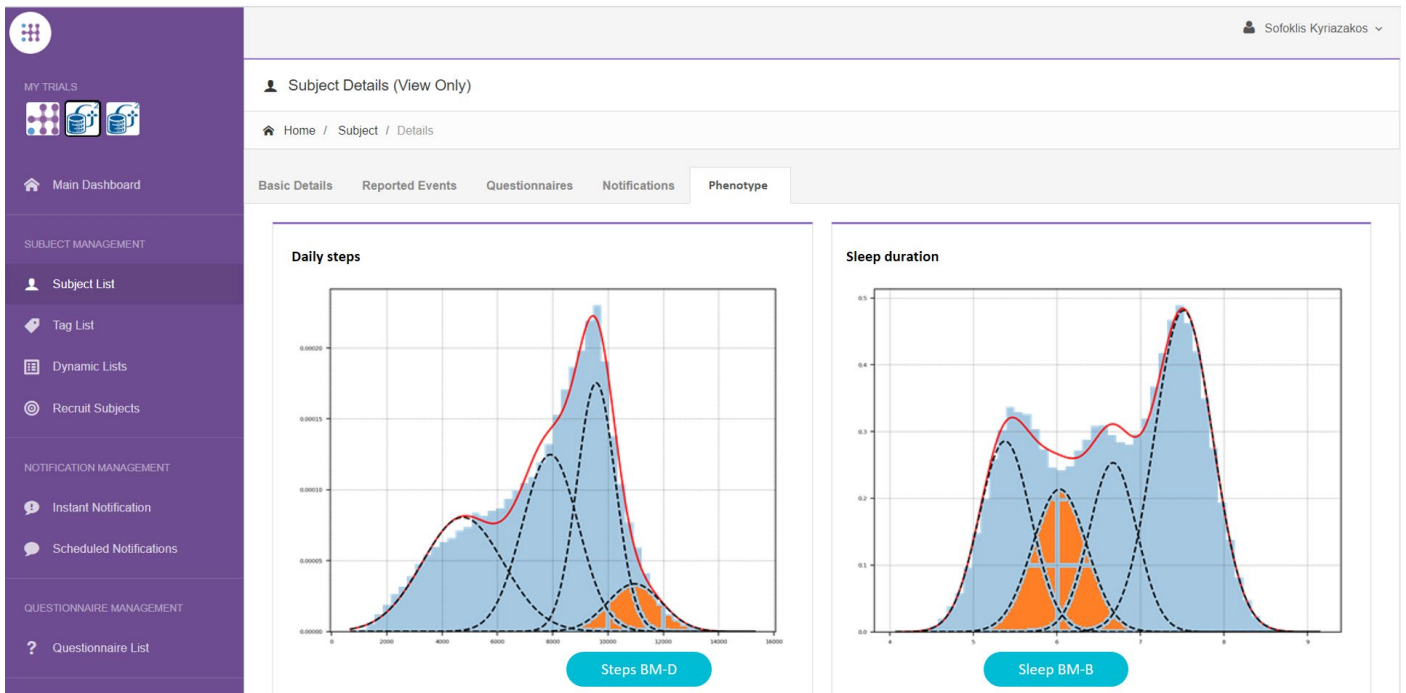 Sofoklis Kyriazakos
MY TRIALS
Subject Details (View Only)
Home / Subject / Details
Main Dashboard
Basic Details Reported Events Questionnaires Notifications Phenotype
SUBJECT MANAGEMENT
Subject List
Tag List
Dynamic Lists
Recruit Subjects
NOTIFICATION MANAGEMENT
Instant Notification
Scheduled Notifications
QUESTIONNAIRE MANAGEMENT
? Questionnaire List
Daily steps
0.00020
0.00015
0.00010
0.00005
0.00000
0 2000 4000 6000 8000 10000 12000 14000 16000
Steps BM-D
Sleep duration
0.5
0.4
0.3
0.2
0.1
0.0
4 5 6 7 8 9
Sleep BM-B